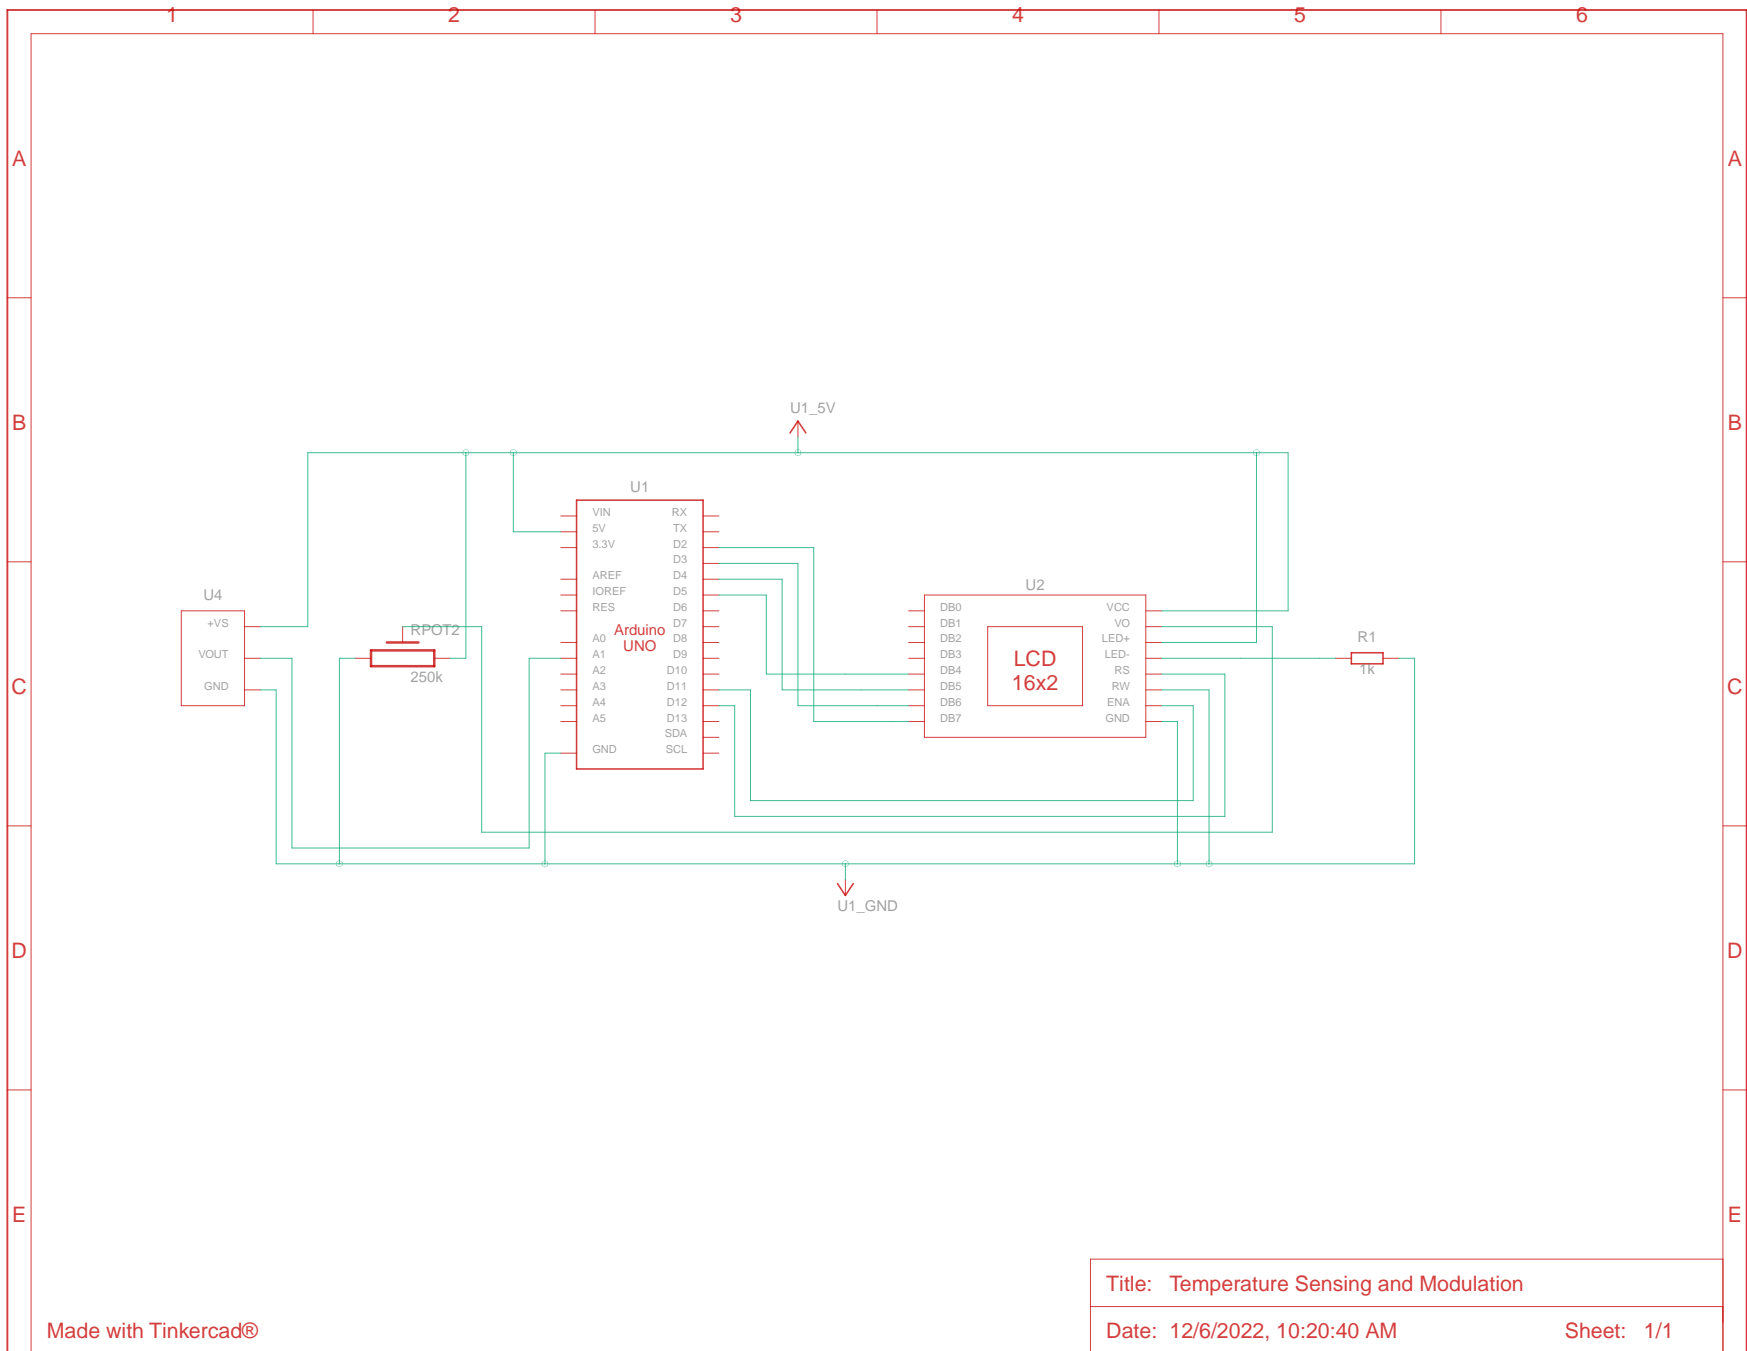 1 2 3 4 5 6
A A
B B
C C
D D
E E
U1_5V
U1
VIN RX
5V TX
3.3V D2
D3
AREF D4
IOREF D5
RES D6
D7
A0 D8
A1 D9
A2 D10
A3 D11
A4 D12
A5 D13
SDA
GND SCL
Arduino
UNO
U4
+VS
VOUT
GND
RPOT2
250k
U2
DB0 VCC
DB1 VO
DB2 LED+
DB3 LED-
DB4 RS
DB5 RW
DB6 ENA
DB7 GND
LCD
16x2
R1
1k
U1_GND
Title: Temperature Sensing and Modulation
Made with Tinkercad®
Date: 12/6/2022, 10:20:40 AM Sheet: 1/1